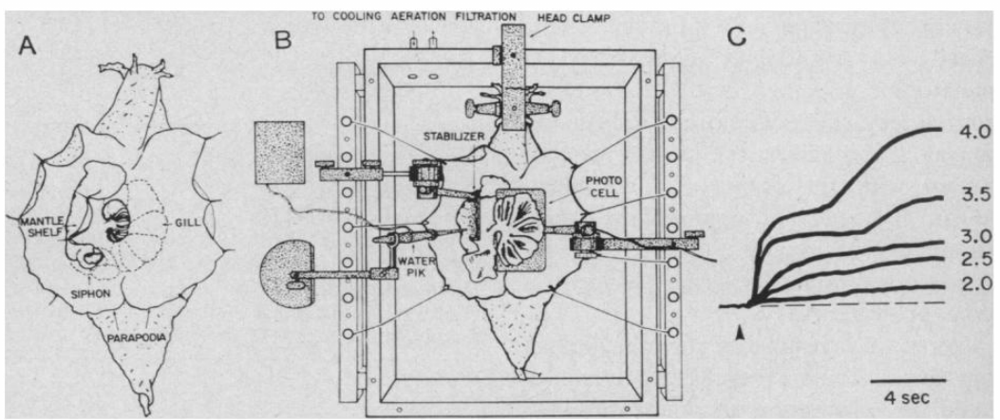 A
MANTLE
SHELF
GILL
SIPHON
PARAPODIA
B
TO COOLING AERATION FILTRATION
HEAD CLAMP
STABILIZER
PHOTO
CELL
WATER
PIK
C
4.0
3.5
3.0
2.5
2.0
4 sec